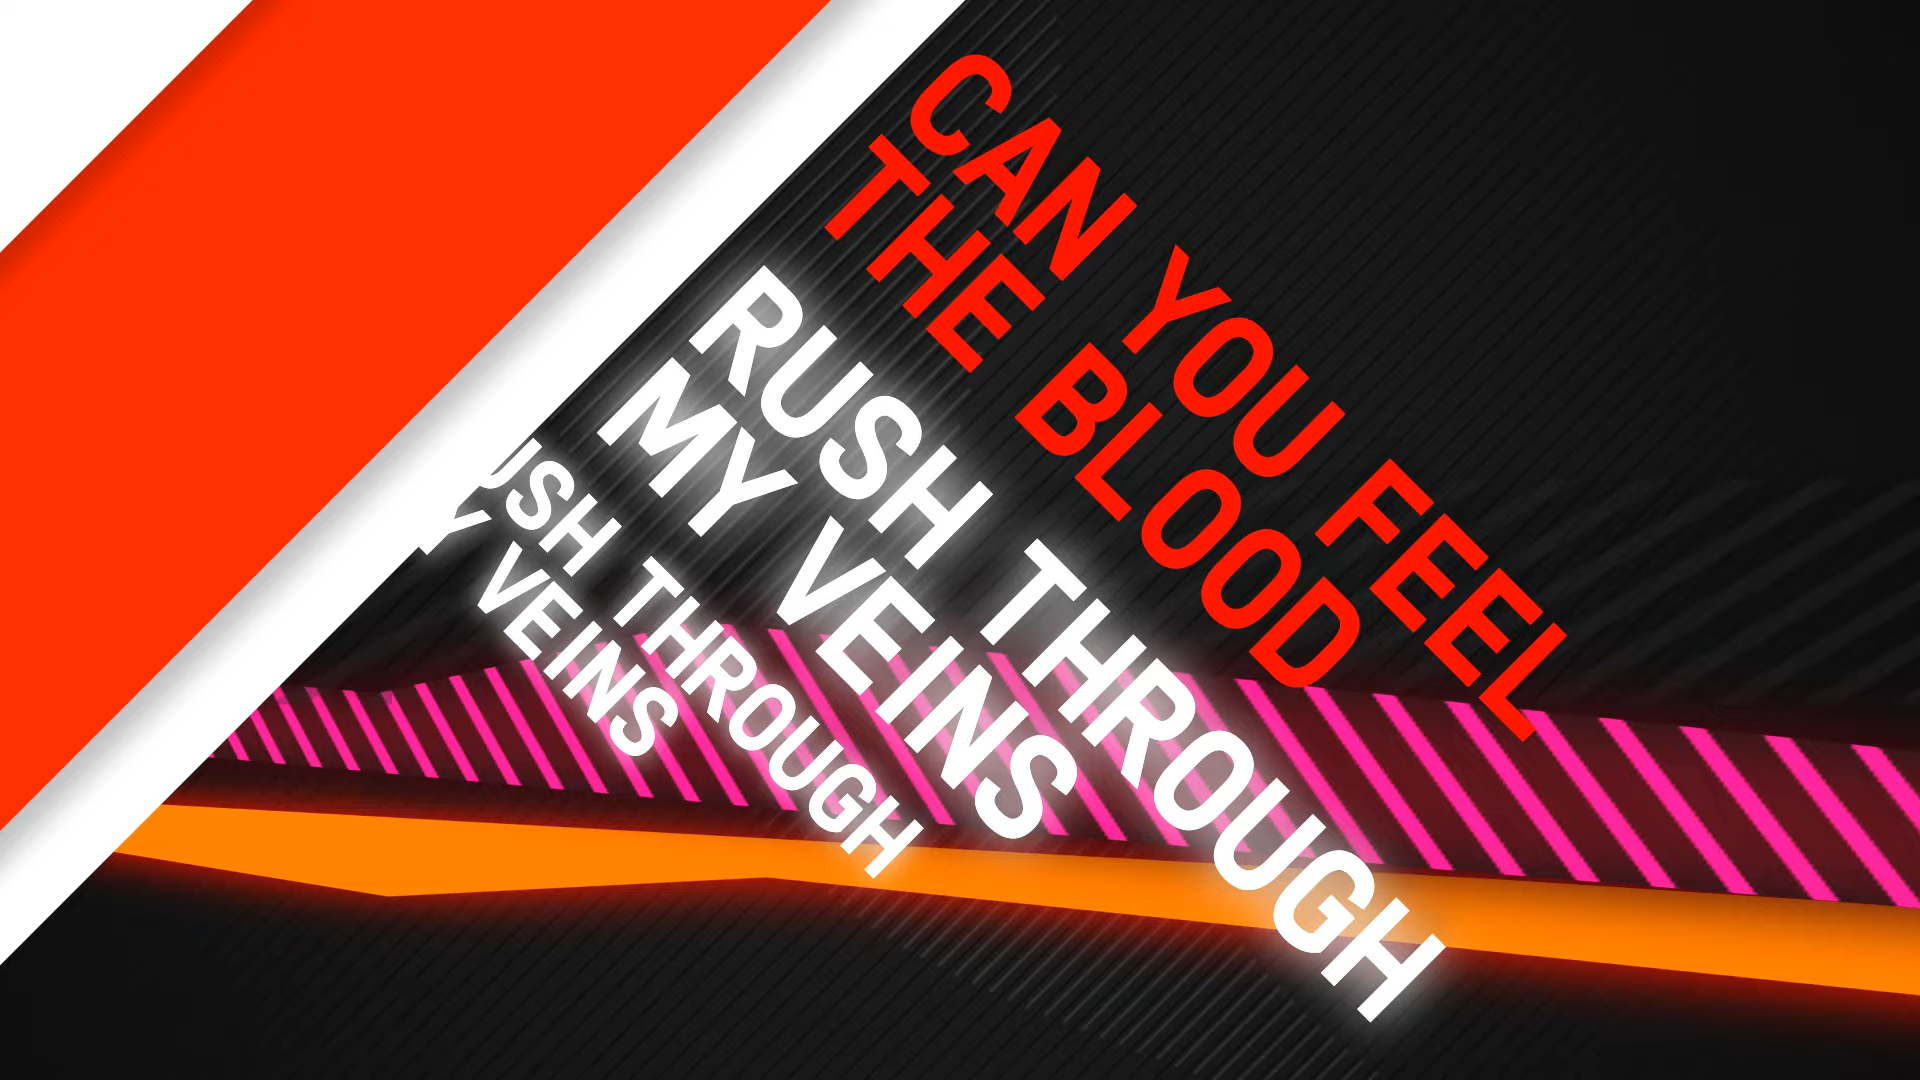 CAN YOU FEEL
THE BLOOD
RUSH THROUGH
MY VEINS
USH THROUGH
Y VEINS